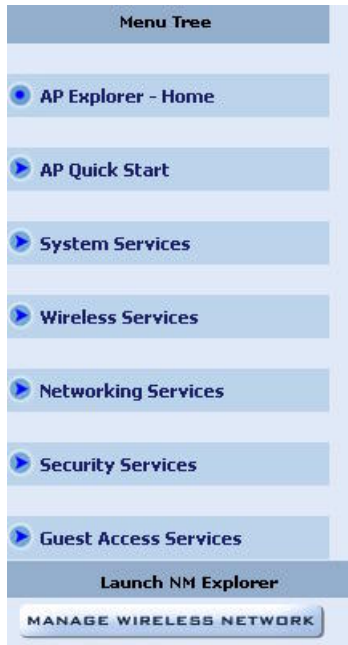 Menu Tree
AP Explorer - Home
AP Quick Start
System Services
Wireless Services
Networking Services
Security Services
Guest Access Services
Launch NM Explorer
MANAGE WIRELESS NETWORK